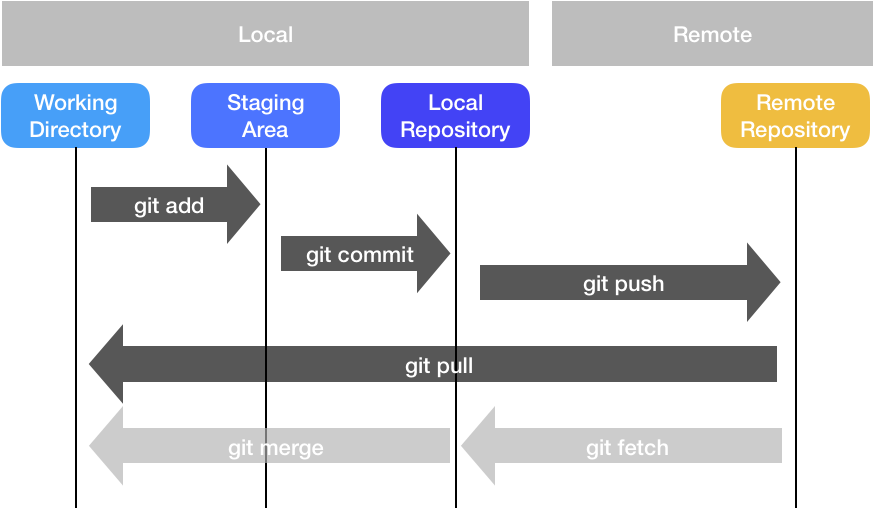 Local
Remote
Working
Directory
Staging
Area
Local
Repository
Remote
Repository
git add
git commit
git push
git pull
git merge
git fetch